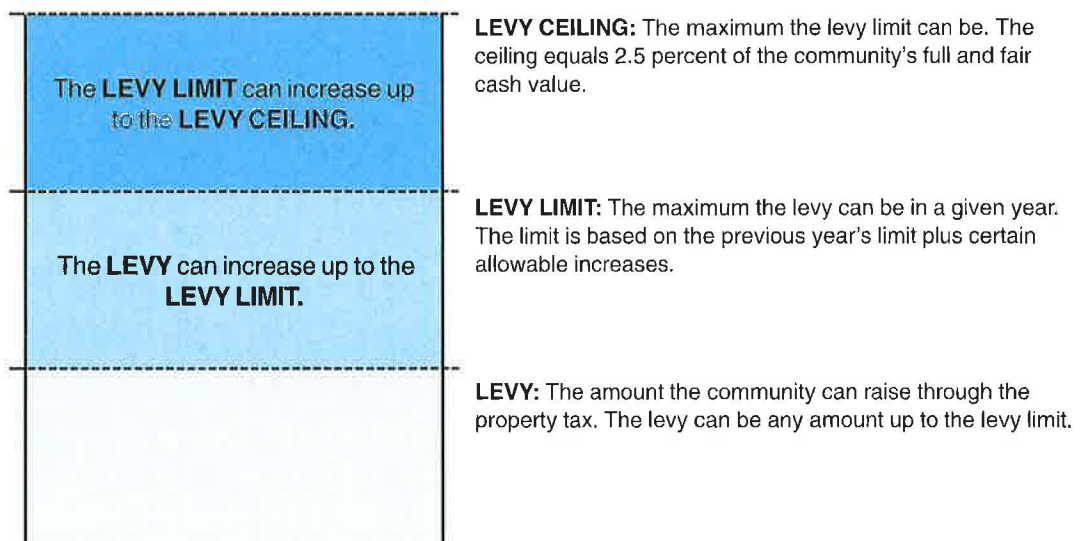 LEVY CEILING: The maximum the levy limit can be. The
ceiling equals 2.5 percent of the community's full and fair
cash value.
The LEVY LIMIT can increase up
to the LEVY CEILING.
LEVY LIMIT: The maximum the levy can be in a given year.
The limit is based on the previous year's limit plus certain
allowable increases.
The LEVY can increase up to the
LEVY LIMIT.
LEVY: The amount the community can raise through the
property tax. The levy can be any amount up to the levy limit.